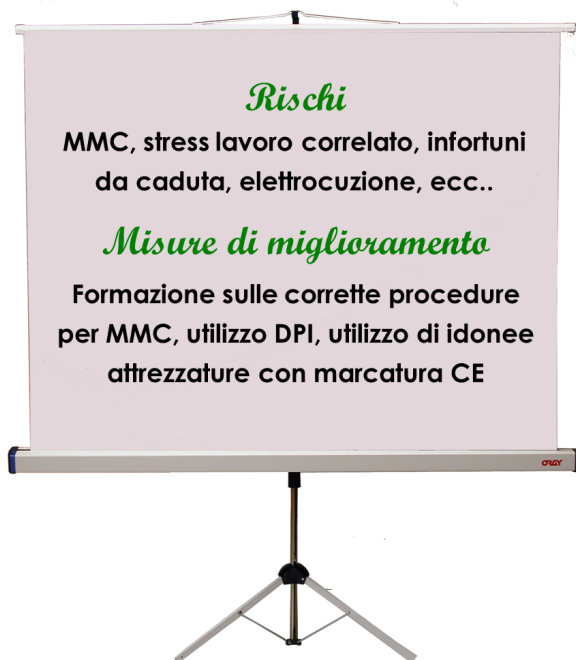 Rischi
MMC, stress lavoro correlato, infortuni
da caduta, elettrocuzione, ecc..
Misure di miglioramento
Formazione sulle corrette procedure
per MMC, utilizzo DPI, utilizzo di idonee
attrezzature con marcatura CE
ORAY